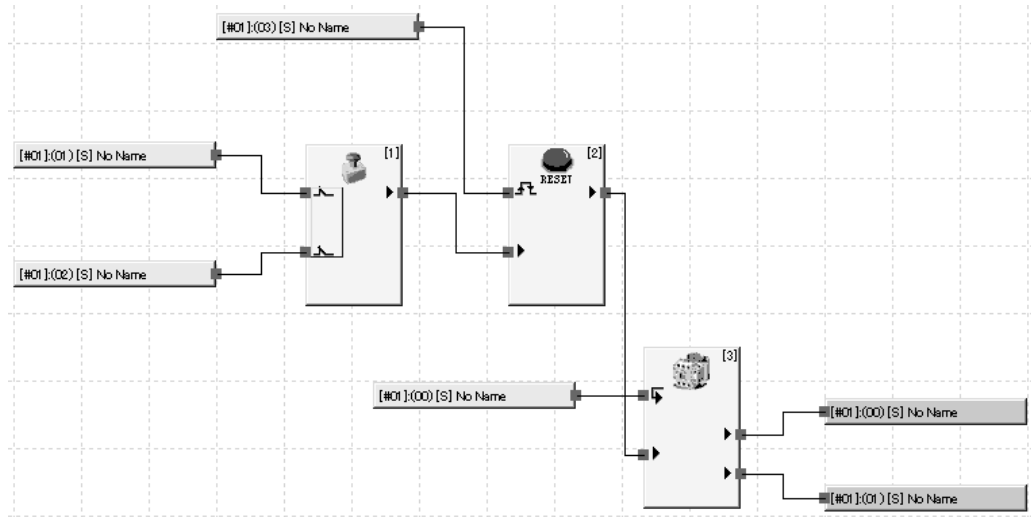 [#01]:(03) [S] No Name
[#01]:(01) [S] No Name
[1]
[2]
RESET
[#01]:(02) [S] No Name
[3]
[#01]:(00) [S] No Name
[#01]:(00) [S] No Name
[#01]:(01) [S] No Name